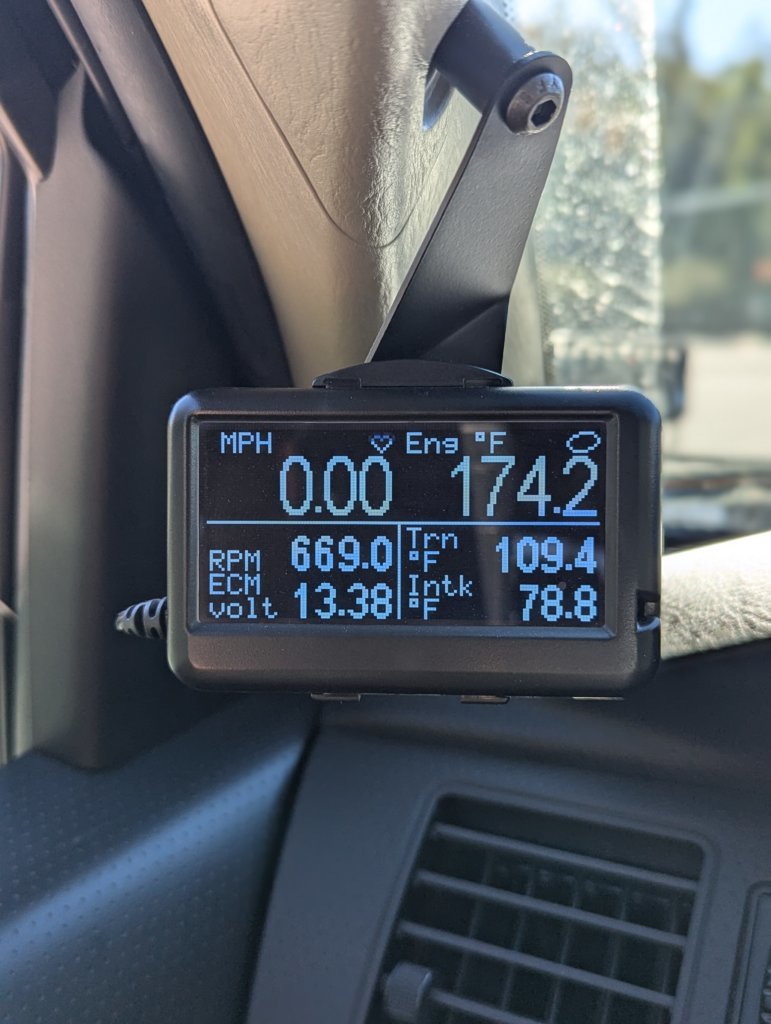 MPH Eng °F
0.00 174.2
RPM 669.0 Trn °F 109.4
ECM volt 13.38 Intk °F 78.8